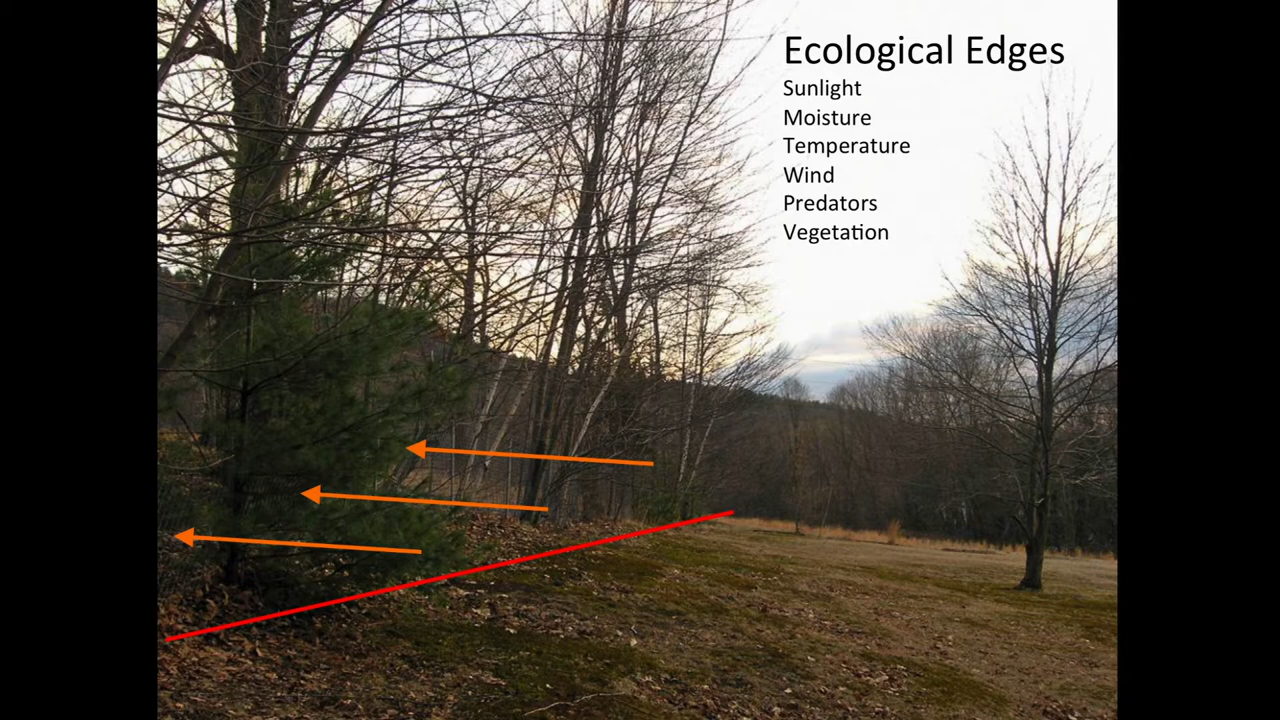 Ecological Edges
Sunlight
Moisture
Temperature
Wind
Predators
Vegetation